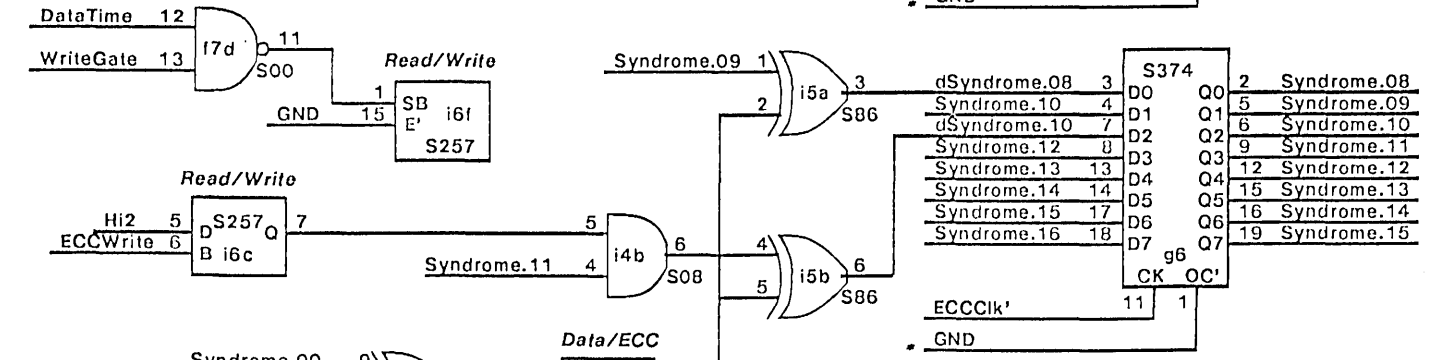 * GND
DataTime 12
WriteGate 13
f7d
11
S00
Read/Write
GND
1
15
SB
E'
i6f
S257
Syndrome.09 1
2
i5a
3
S86
dSyndrome.08 3
Syndrome.10 4
dSyndrome.10 7
Syndrome.12 8
Syndrome.13 13
Syndrome.14 14
Syndrome.15 17
Syndrome.16 18
S374
D0 Q0
D1 Q1
D2 Q2
D3 Q3
D4 Q4
D5 Q5
D6 Q6
D7 Q7
g6
CK OC'
2 Syndrome.08
5 Syndrome.09
6 Syndrome.10
9 Syndrome.11
12 Syndrome.12
15 Syndrome.13
16 Syndrome.14
19 Syndrome.15
Read/Write
Hi2 5
ECCWrite 6
D S257 Q
B i6c
7
5
Syndrome.11 4
i4b
6
S08
4
5
i5b
6
S86
11 1
ECCClk'
* GND
Data/ECC